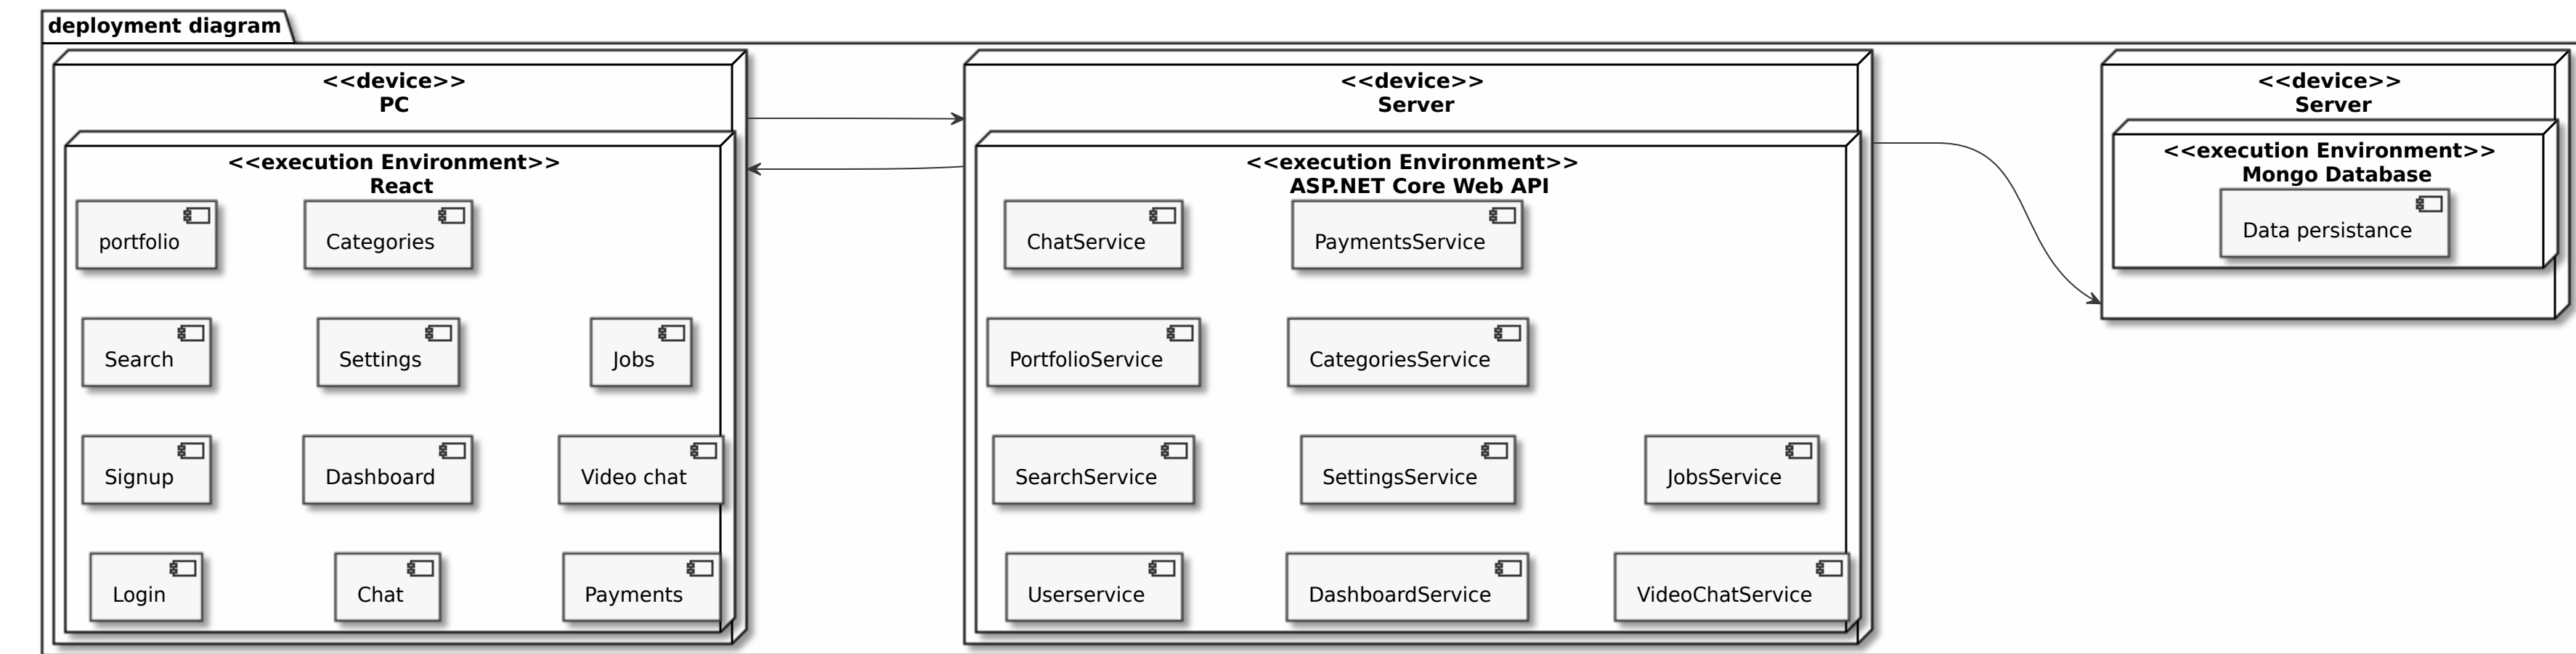 deployment diagram
<<device>>
PC
<<execution Environment>>
React
portfolio
Categories
Search
Settings
Jobs
Signup
Dashboard
Video chat
Login
Chat
Payments
<<device>>
Server
<<execution Environment>>
ASP.NET Core Web API
ChatService
PaymentsService
PortfolioService
CategoriesService
SearchService
SettingsService
JobsService
Userservice
DashboardService
VideoChatService
<<device>>
Server
<<execution Environment>>
Mongo Database
Data persistance